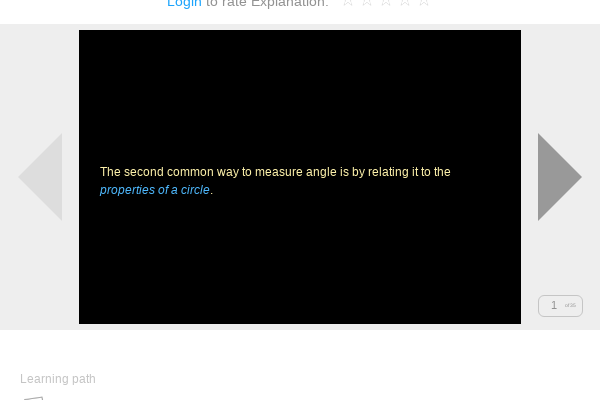 Login to rate Explanation:
The second common way to measure angle is by relating it to the
properties of a circle.
1 of 26
Learning path